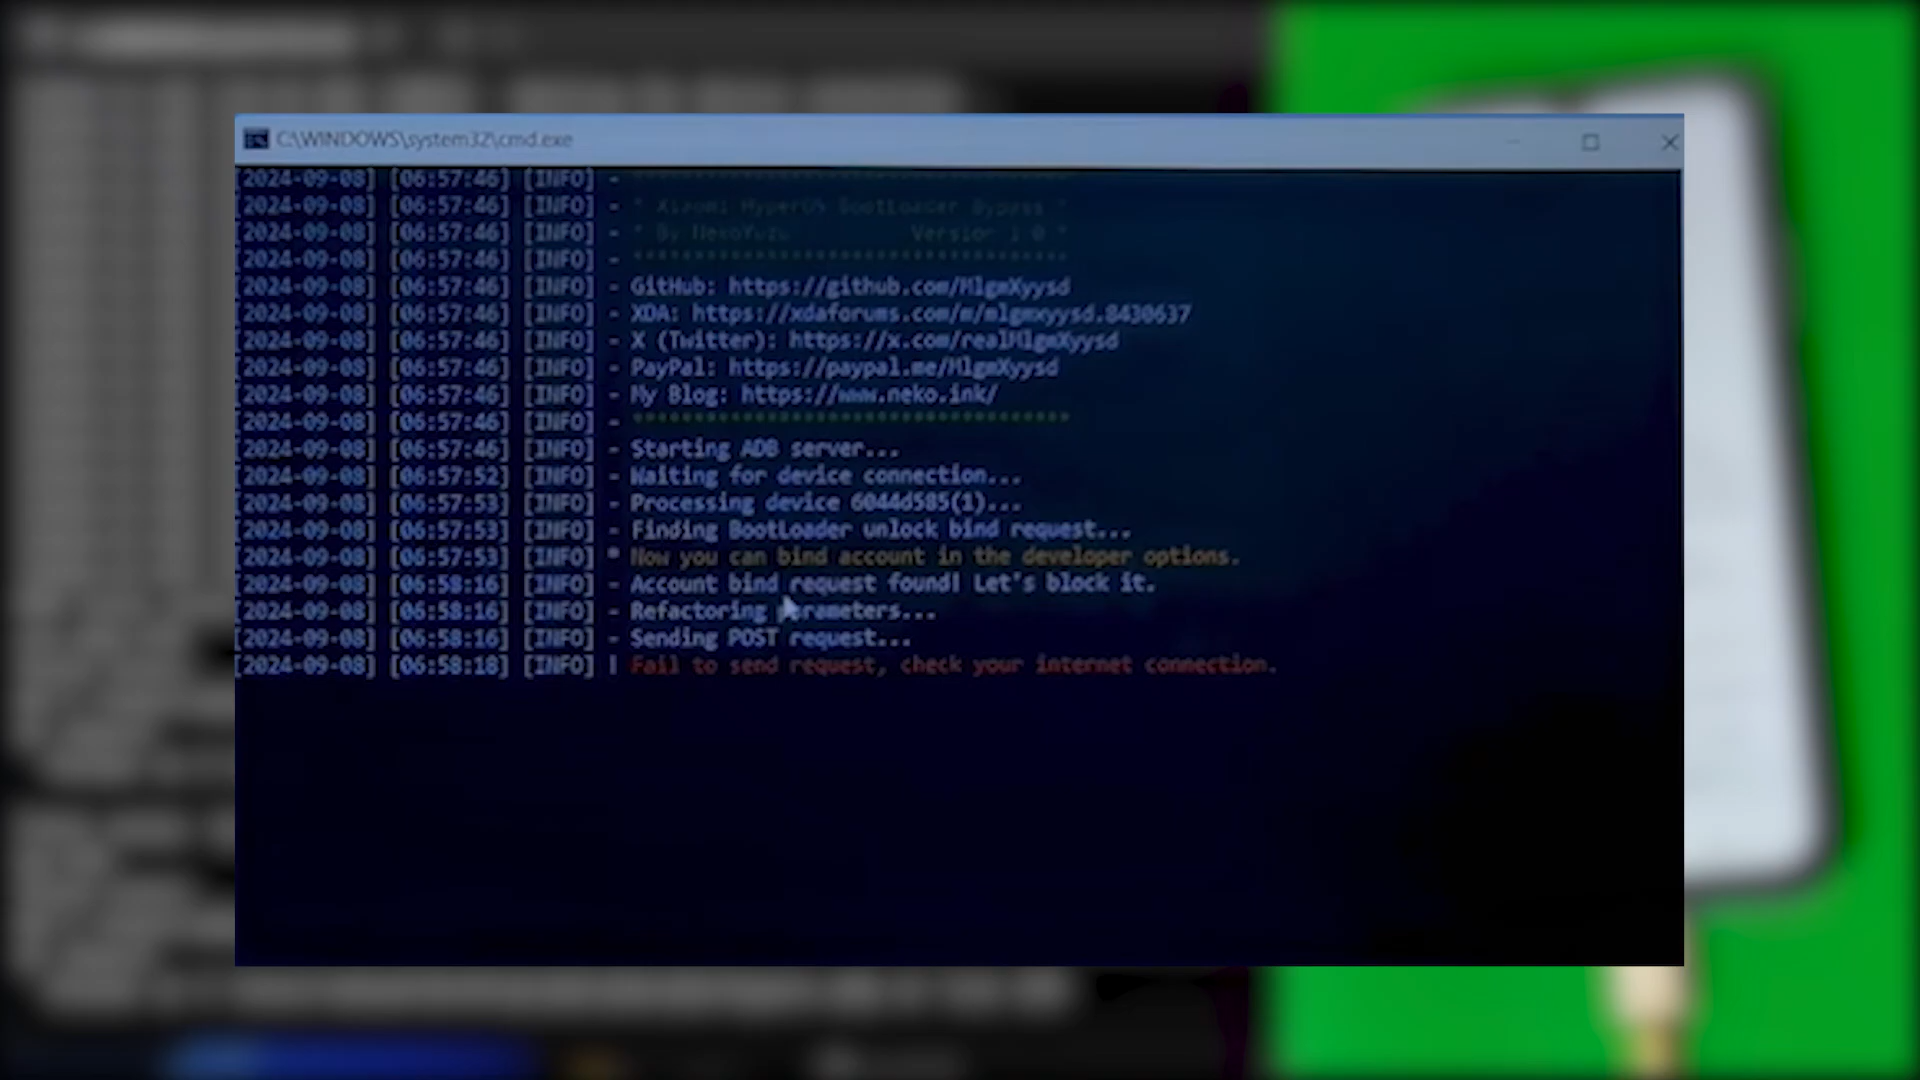 C:\WINDOWS\system32\cmd.exe
[2024-09-08] [06:57:46] [INFO] - ***********************************
[2024-09-08] [06:57:46] [INFO] - * Xiaomi HyperOS BootLoader Bypass *
[2024-09-08] [06:57:46] [INFO] - * By NekoYuzu Version 1.0 *
[2024-09-08] [06:57:46] [INFO] - ***********************************
[2024-09-08] [06:57:46] [INFO] - GitHub: https://github.com/MlgmXyysd
[2024-09-08] [06:57:46] [INFO] - XDA: https://xdaforums.com/m/mlgmxyysd.8430637
[2024-09-08] [06:57:46] [INFO] - X (Twitter): https://x.com/realMlgmXyysd
[2024-09-08] [06:57:46] [INFO] - PayPal: https://paypal.me/MlgmXyysd
[2024-09-08] [06:57:46] [INFO] - My Blog: https://www.neko.ink/
[2024-09-08] [06:57:46] [INFO] - ***********************************
[2024-09-08] [06:57:46] [INFO] - Starting ADB server...
[2024-09-08] [06:57:52] [INFO] - Waiting for device connection...
[2024-09-08] [06:57:53] [INFO] - Processing device 6044d585(1)...
[2024-09-08] [06:57:53] [INFO] - Finding BootLoader unlock bind request...
[2024-09-08] [06:57:53] [INFO] * Now you can bind account in the developer options.
[2024-09-08] [06:58:16] [INFO] - Account bind request found! Let's block it.
[2024-09-08] [06:58:16] [INFO] - Refactoring parameters...
[2024-09-08] [06:58:16] [INFO] - Sending POST request...
[2024-09-08] [06:58:18] [INFO] ! Fail to send request, check your internet connection.